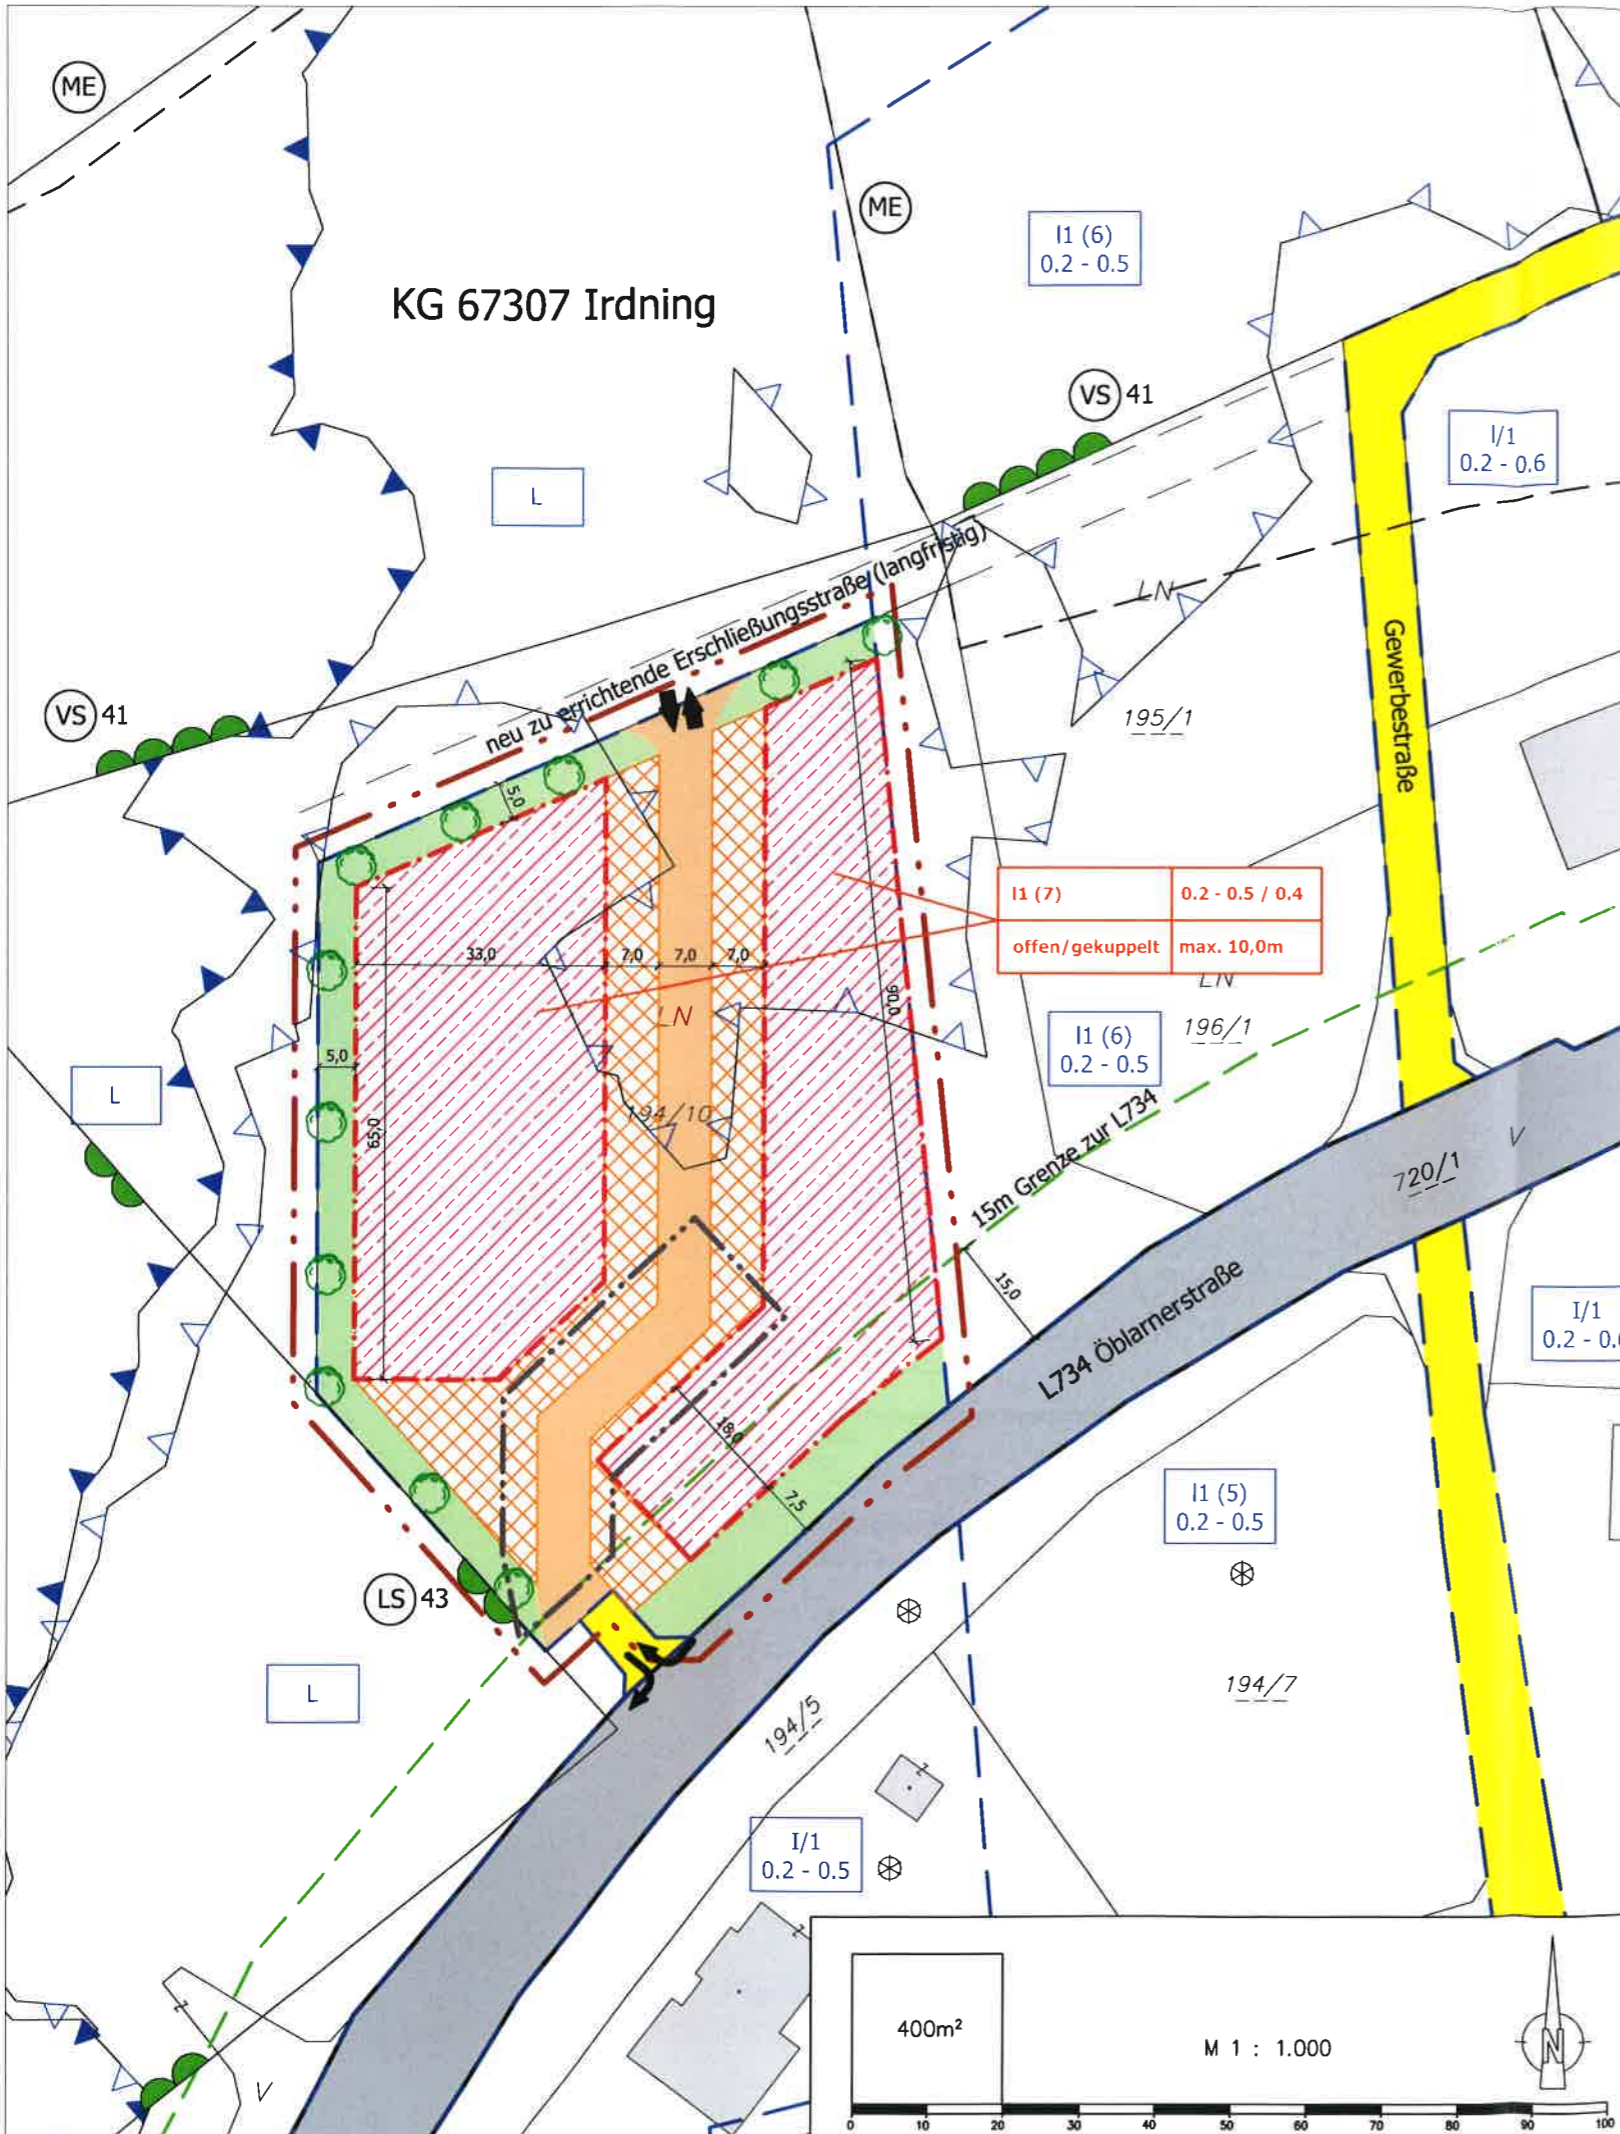 ME
ME
I1 (6)
0.2 - 0.5
KG 67307 Irdning
VS 41
I/1
0.2 - 0.6
L
neu zu errichtende Erschließungsstraße (langfristig)
LN
Gewerbestraße
VS 41
195/1
5,0
I1 (7)
0.2 - 0.5 / 0.4
offen/gekuppelt
max. 10,0m
33,0
7,0
7,0
7,0
90,0
LN
LN
196/1
I1 (6)
0.2 - 0.5
5,0
L
65,0
194/10
15m Grenze zur L734
720/1
V
15,0
L734 Öblarnerstraße
I/1
18,0
7,5
I1 (5)
0.2 - 0.5
LS 43
L
194/7
194/5
I/1
0.2 - 0.5
400m²
M 1 : 1.000
N
V
0 10 20 30 40 50 60 70 80 90 100